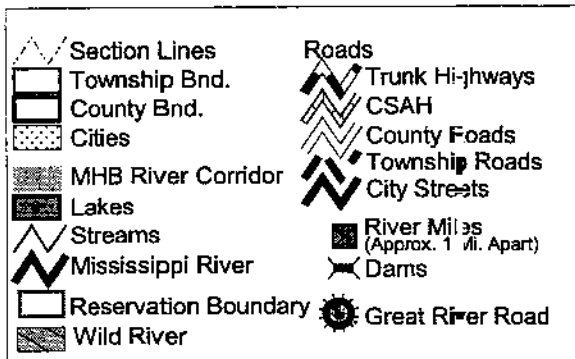 Section Lines
Township Bnd.
County Bnd.
Cities
MHB River Corridor
Lakes
Streams
Mississippi River
Reservation Boundary
Wild River
Roads
Trunk Highways
CSAH
County Roads
Township Roads
City Streets
River Miles
(Approx. 1 Mi. Apart)
Dams
Great River Road